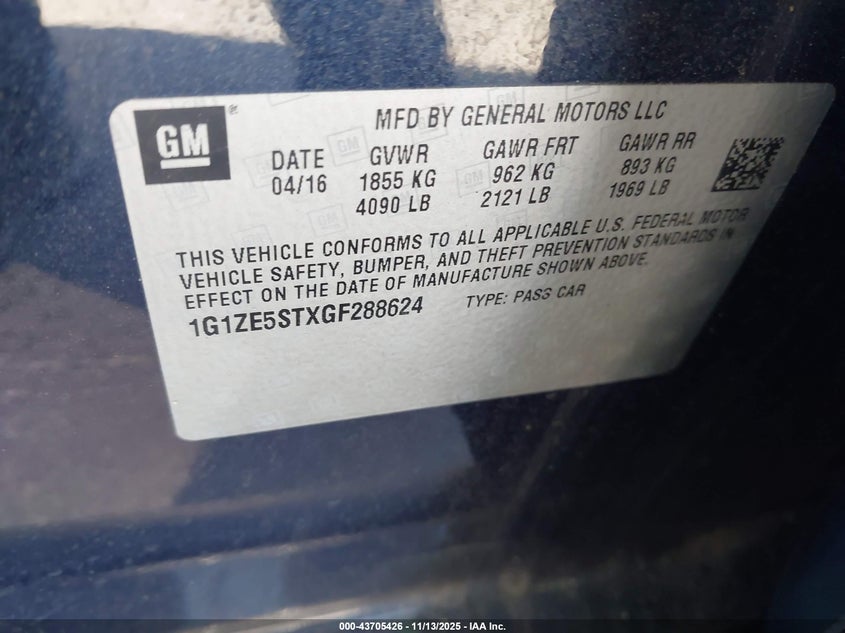 GM®
MFD BY GENERAL MOTORS LLC
DATE GVWR GAWR FRT GAWR RR
04/16 1855 KG 962 KG 893 KG
4090 LB 2121 LB 1969 LB
THIS VEHICLE CONFORMS TO ALL APPLICABLE U.S. FEDERAL MOTOR
VEHICLE SAFETY, BUMPER, AND THEFT PREVENTION STANDARDS IN
EFFECT ON THE DATE OF MANUFACTURE SHOWN ABOVE.
1G1ZE5STXGF288624 TYPE: PASS CAR
000-43705426 - 11/13/2025 - IAA Inc.